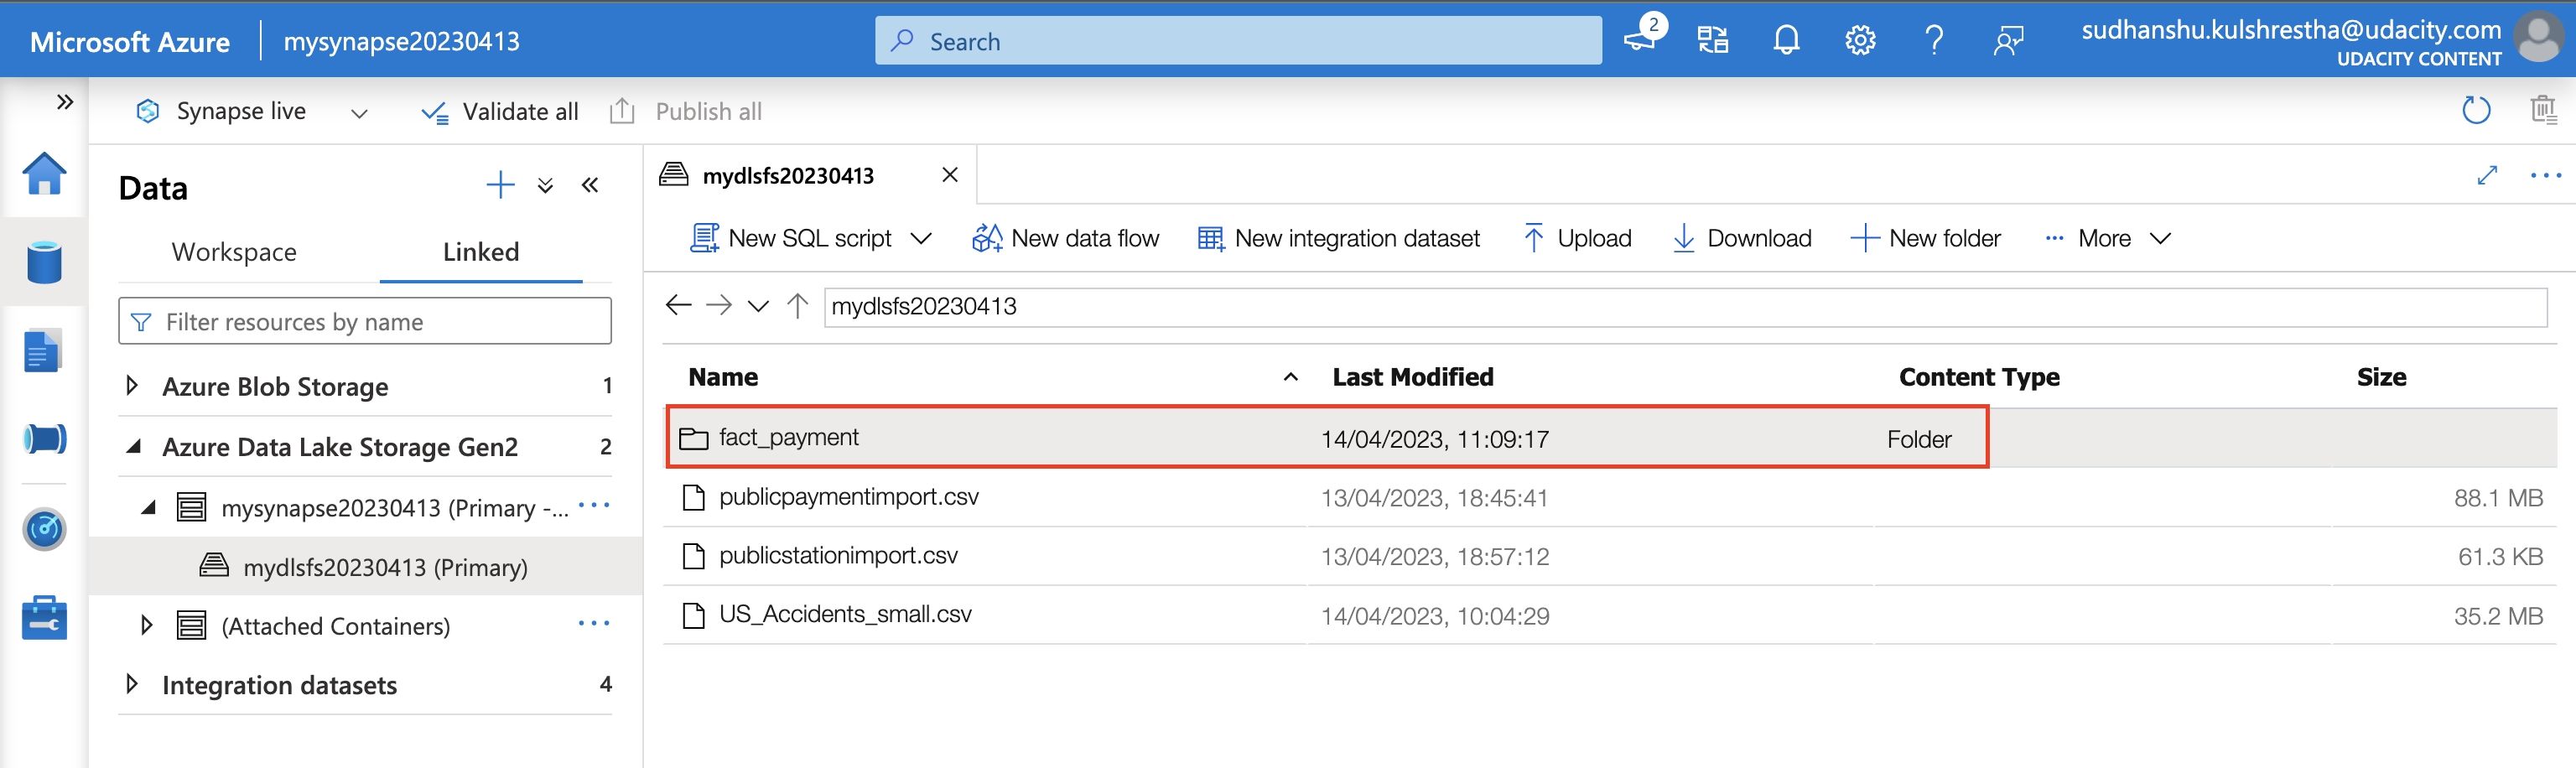 Microsoft Azure mysynapse20230413 Search 2 sudhanshu.kulshrestha@udacity.com
UDACITY CONTENT
Synapse live Validate all Publish all
Data
Workspace Linked
Filter resources by name
Azure Blob Storage 1
Azure Data Lake Storage Gen2 2
mysynapse20230413 (Primary -...
mydlsfs20230413 (Primary)
(Attached Containers)
Integration datasets 4
mydlsfs20230413
New SQL script New data flow New integration dataset Upload Download New folder More
mydlsfs20230413
Name Last Modified Content Type Size
fact_payment 14/04/2023, 11:09:17 Folder
publicpaymentimport.csv 13/04/2023, 18:45:41 88.1 MB
publicstationimport.csv 13/04/2023, 18:57:12 61.3 KB
US_Accidents_small.csv 14/04/2023, 10:04:29 35.2 MB